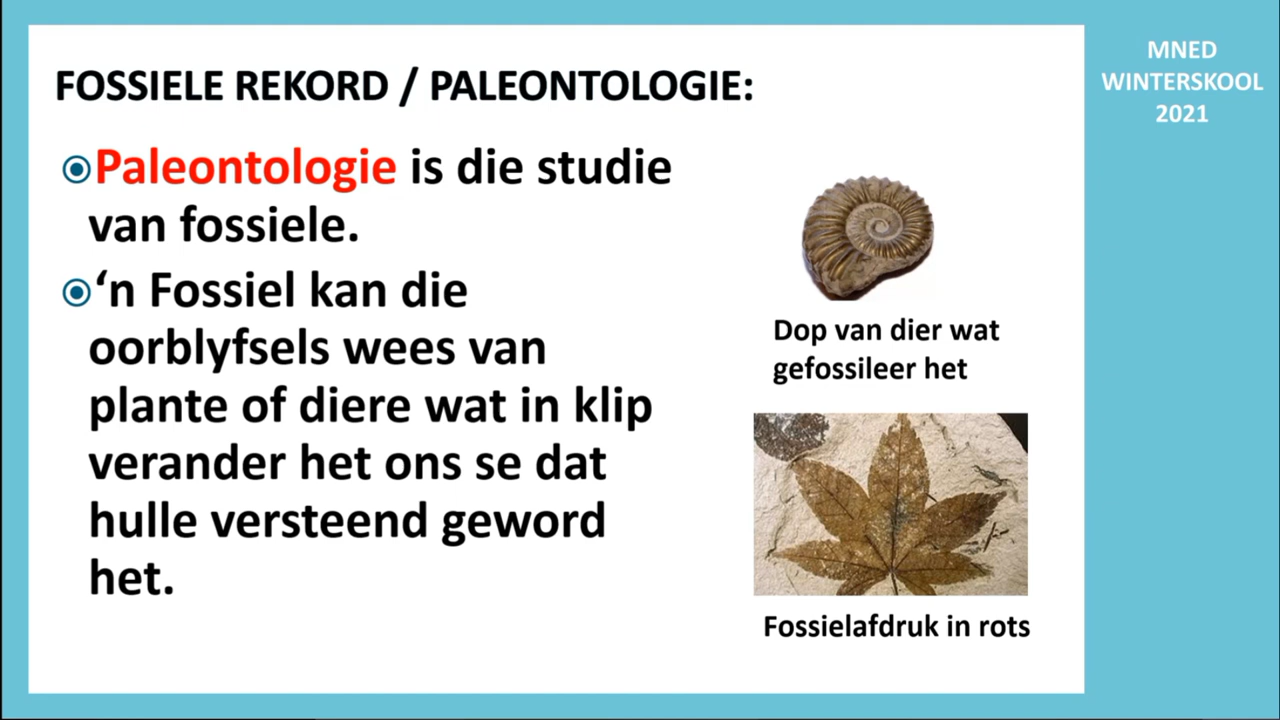 FOSSIELE REKORD / PALEONTOLOGIE:
Paleontologie is die studie
van fossiele.
‘n Fossiel kan die
oorblyfsels wees van
plante of diere wat in klip
verander het ons se dat
hulle versteend geword
het.
Dop van dier wat
gefossileer het
Fossielafdruk in rots
MNED
WINTERSKOOL
2021